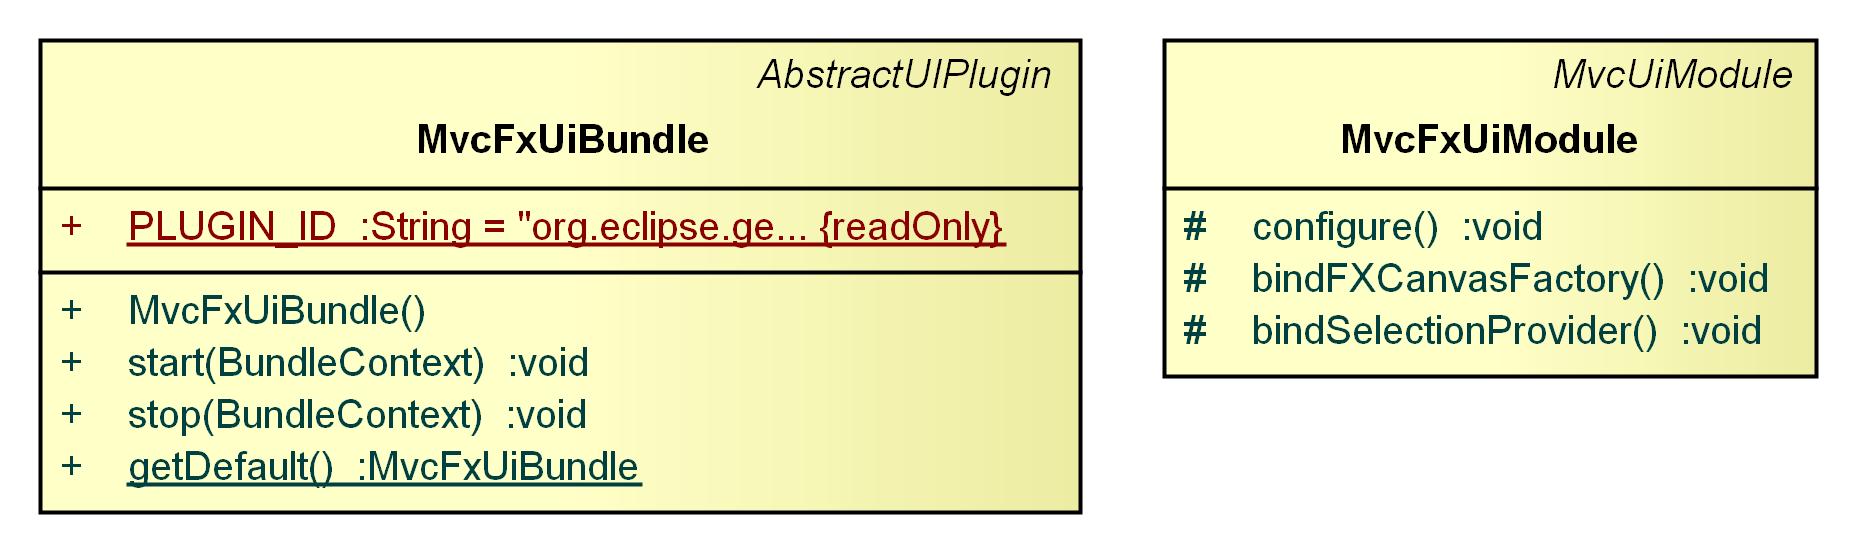 AbstractUIPlugin
MvcFxUiBundle
+ PLUGIN_ID :String = "org.eclipse.ge... {readOnly}
+ MvcFxUiBundle()
+ start(BundleContext) :void
+ stop(BundleContext) :void
+ getDefault() :MvcFxUiBundle
MvcUiModule
MvcFxUiModule
# configure() :void
# bindFXCanvasFactory() :void
# bindSelectionProvider() :void